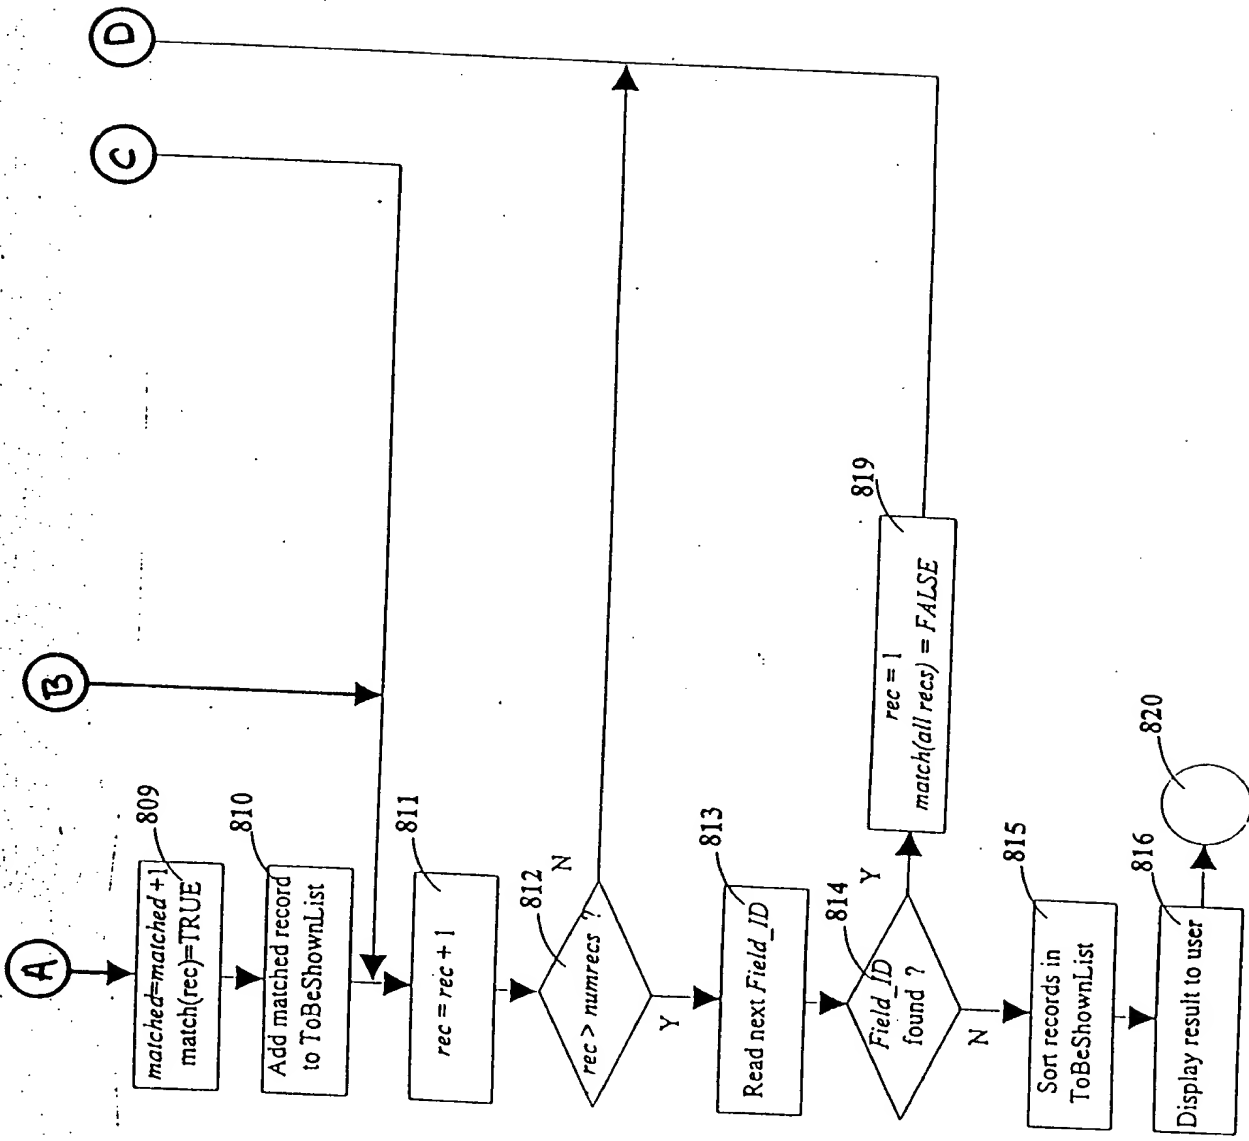 A
B
C
D
matched=matched +1
match(rec)=TRUE
809
Add matched record
to ToBeShownList
810
rec = rec + 1
811
rec > numrecs ?
812
N
Y
Read next Field_ID
813
Field_ID
found ?
814
Y
N
rec = 1
match(all recs) = FALSE
819
Sort records in
ToBeShownList
815
Display result to user
816
820